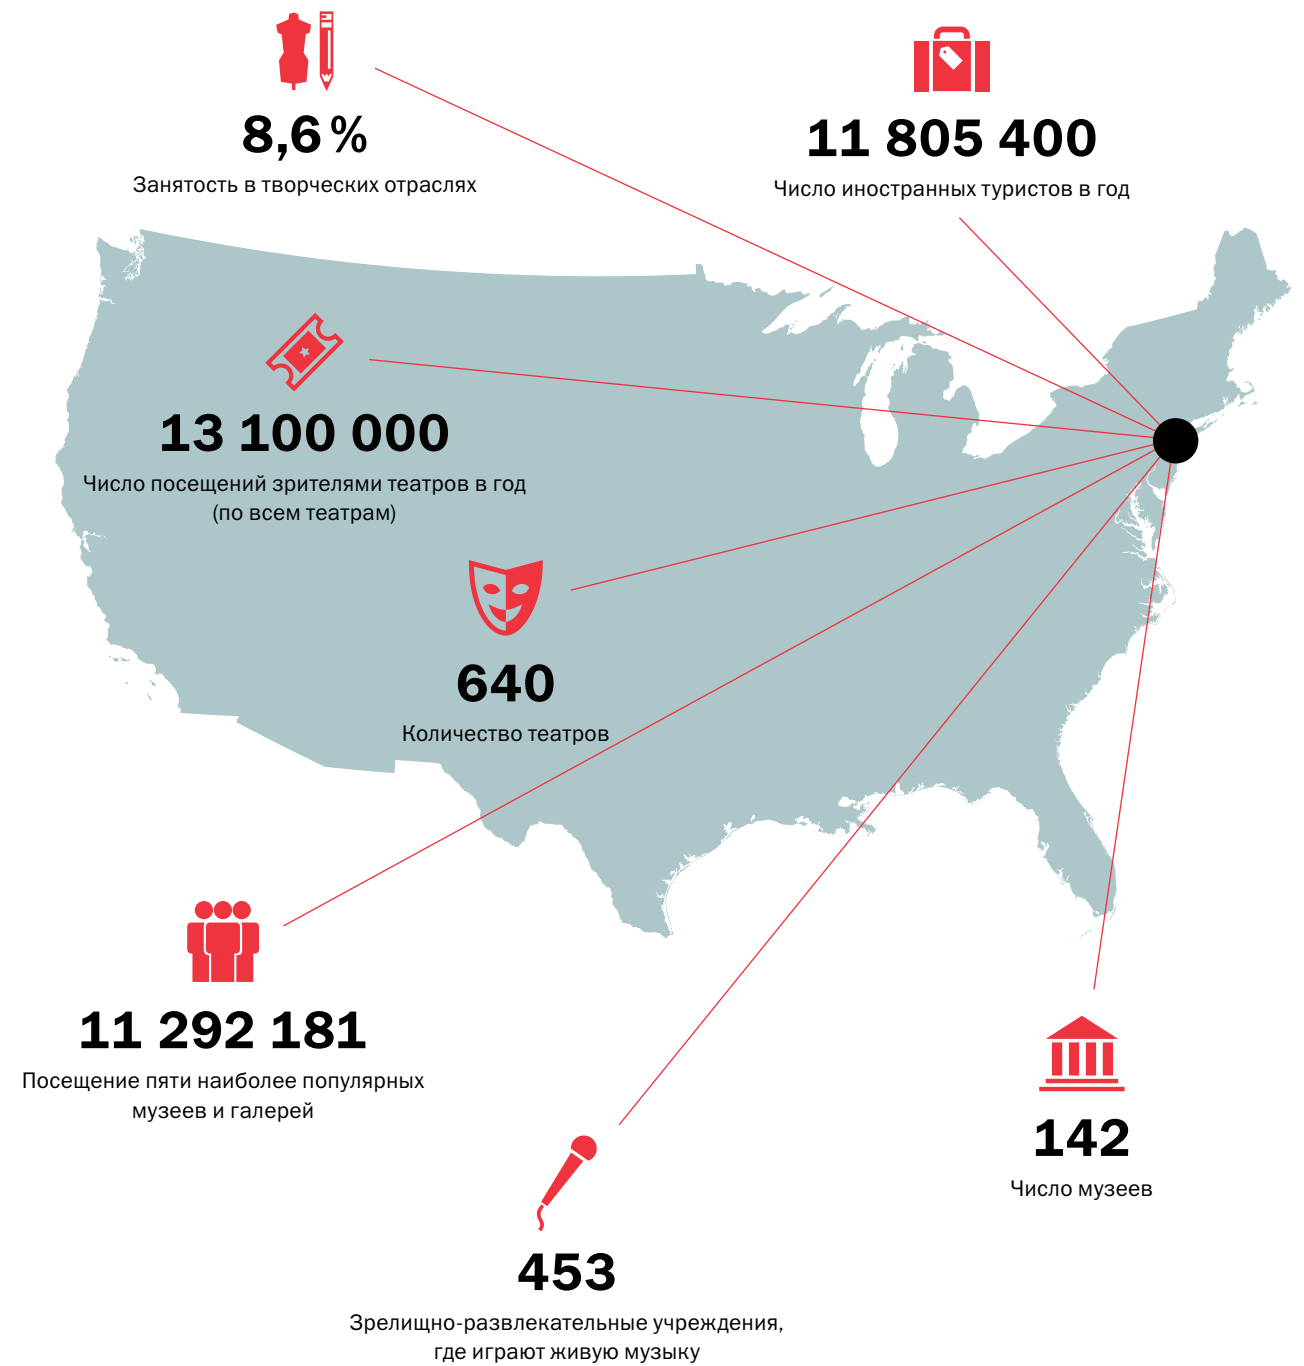 8,6 %
Занятость в творческих отраслях
11 805 400
Число иностранных туристов в год
13 100 000
Число посещений зрителями театров в год
(по всем театрам)
640
Количество театров
11 292 181
Посещение пяти наиболее популярных
музеев и галерей
142
Число музеев
453
Зрелищно-развлекательные учреждения,
где играют живую музыку